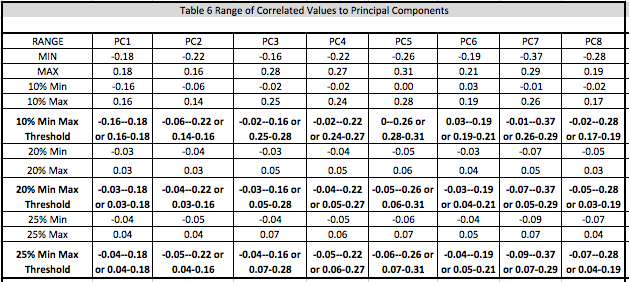 Table 6 Range of Correlated Values to Principal Components
RANGE PC1 PC2 PC3 PC4 PC5 PC6 PC7 PC8
MIN -0.18 -0.22 -0.16 -0.22 -0.26 -0.19 -0.37 -0.28
MAX 0.18 0.16 0.28 0.27 0.31 0.21 0.29 0.19
10% Min -0.16 -0.06 -0.02 -0.02 0.00 0.03 -0.01 -0.02
10% Max 0.16 0.14 0.25 0.24 0.28 0.19 0.26 0.17
10% Min Max -0.16--0.18 -0.06--0.22 or -0.02--0.16 or -0.02--0.22 0--0.26 or 0.03--0.19 -0.01--0.37 -0.02--0.28
Threshold or 0.16-0.18 0.14-0.16 0.25-0.28 or 0.24-0.27 0.28-0.31 or 0.19-0.21 or 0.26-0.29 or 0.17-0.19
20% Min -0.03 -0.04 -0.03 -0.04 -0.05 -0.03 -0.07 -0.05
20% Max 0.03 0.03 0.05 0.05 0.06 0.04 0.05 0.03
20% Min Max -0.03--0.18 -0.04--0.22 or -0.03--0.16 or -0.04--0.22 -0.05--0.26 or -0.03--0.19 -0.07--0.37 -0.05--0.28
Threshold or 0.03-0.18 0.03-0.16 0.05-0.28 or 0.05-0.27 0.06-0.31 or 0.04-0.21 or 0.05-0.29 or 0.03-0.19
25% Min -0.04 -0.05 -0.04 -0.05 -0.06 -0.04 -0.09 -0.07
25% Max 0.04 0.04 0.07 0.06 0.07 0.05 0.07 0.04
25% Min Max -0.04--0.18 -0.05--0.22 or -0.04--0.16 or -0.05--0.22 -0.06--0.26 or -0.04--0.19 -0.09--0.37 -0.07--0.28
Threshold or 0.04-0.18 0.04-0.16 0.07-0.28 or 0.06-0.27 0.07-0.31 or 0.05-0.21 or 0.07-0.29 or 0.04-0.19